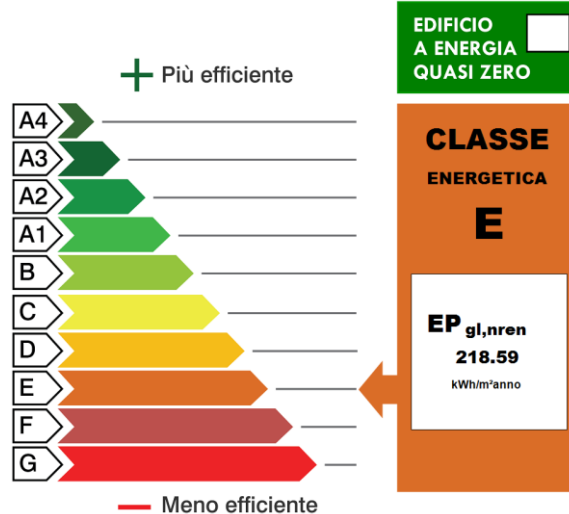 EDIFICIO
A ENERGIA
QUASI ZERO
Più efficiente
A4
A3
A2
A1
B
C
D
E
F
G
Meno efficiente
CLASSE
ENERGETICA
E
EP gl,nren
218.59
kWh/m²anno